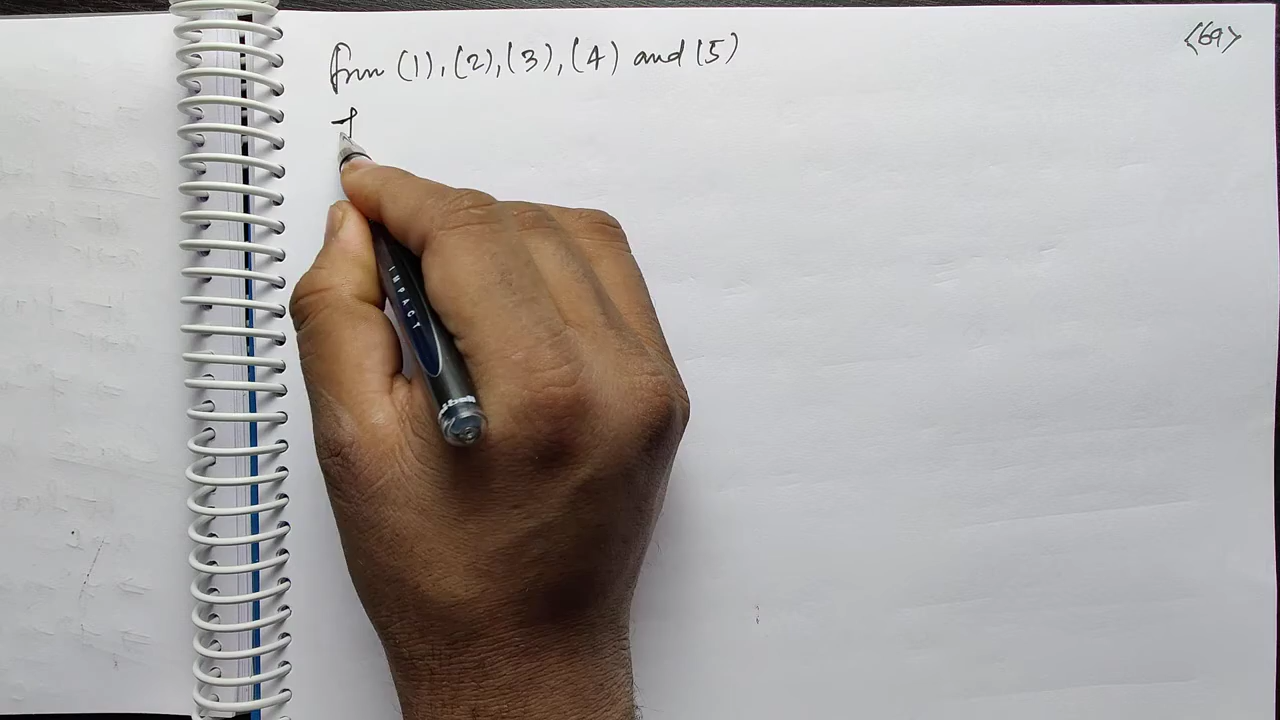 from (1), (2), (3), (4) and (5)
<69>
IMPACT